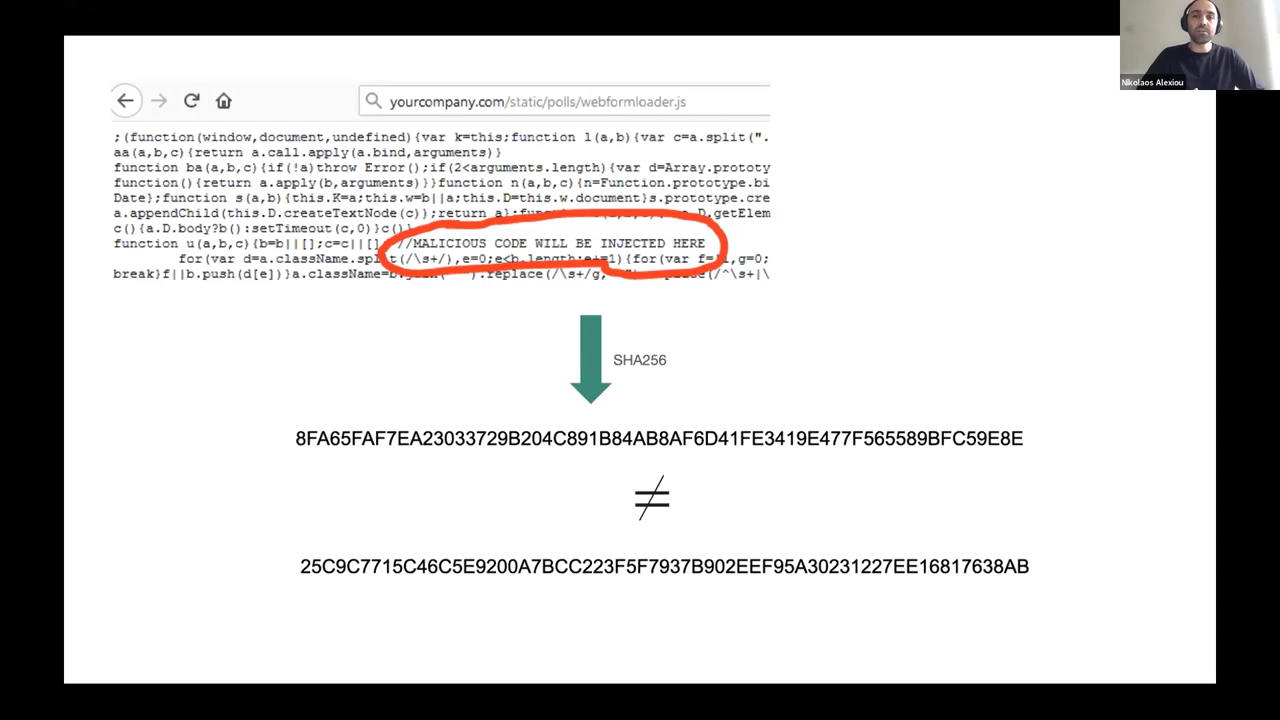 Nikolaos Alexiou
yourcompany.com/static/polls/webformloader.js
;(function(window,document,undefined){var k=this;function l(a,b){var c=a.split(".
aa(a,b,c){return a.call.apply(a.bind,arguments)}
function ba(a,b,c){if(!a)throw Error();if(2<arguments.length){var d=Array.prototy
function(){return a.apply(b,arguments)}}function n(a,b,c){n=Function.prototype.bi
Date};function s(a,b){this.K=a;this.w=b||a;this.D=this.w.document}s.prototype.cre
a.appendChild(this.D.createTextNode(c));return a};function D.getElem
c(){a.D.body?b():setTimeout(c,0)}c()
function u(a,b,c){b=b||[];c=c||[] //MALICIOUS CODE WILL BE INJECTED HERE
for(var d=a.className.split(/\s+/),e=0;e<b.length;e+=1){for(var g=0;
break}f||b.push(d[e])}a.className= .replace(/\s+/g, (/^\s+|\
SHA256
8FA65FAF7EA23033729B204C891B84AB8AF6D41FE3419E477F565589BFC59E8E
≠
25C9C7715C46C5E9200A7BCC223F5F7937B902EEF95A30231227EE16817638AB